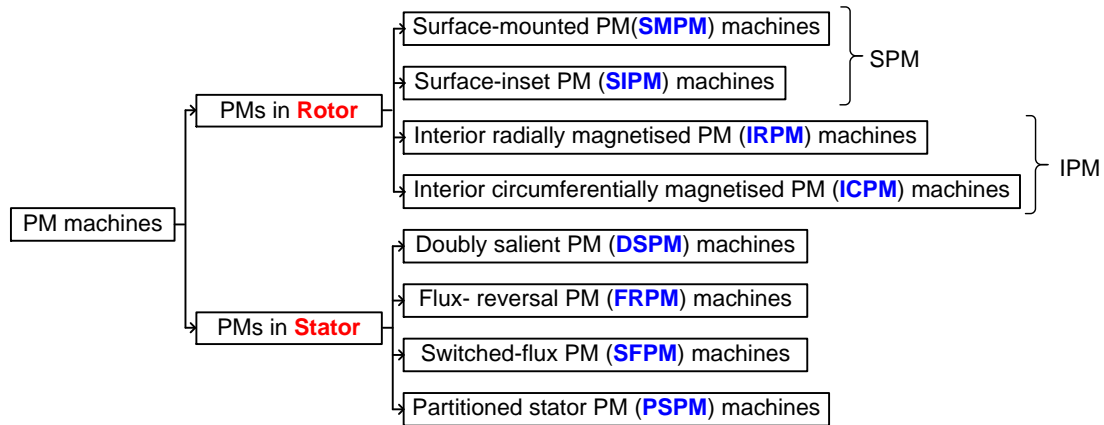 PM machines
PMs in Rotor
Surface-mounted PM(SMPM) machines
Surface-inset PM (SIPM) machines
SPM
Interior radially magnetised PM (IRPM) machines
Interior circumferentially magnetised PM (ICPM) machines
IPM
PMs in Stator
Doubly salient PM (DSPM) machines
Flux- reversal PM (FRPM) machines
Switched-flux PM (SFPM) machines
Partitioned stator PM (PSPM) machines